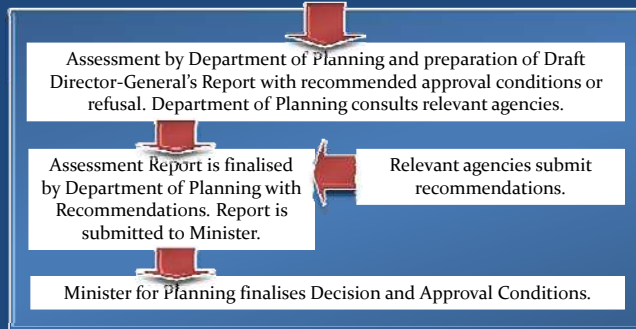 Assessment by Department of Planning and preparation of Draft
Director-General's Report with recommended approval conditions or
refusal. Department of Planning consults relevant agencies.
Assessment Report is finalised
by Department of Planning with
Recommendations. Report is
submitted to Minister.
Relevant agencies submit
recommendations.
Minister for Planning finalises Decision and Approval Conditions.